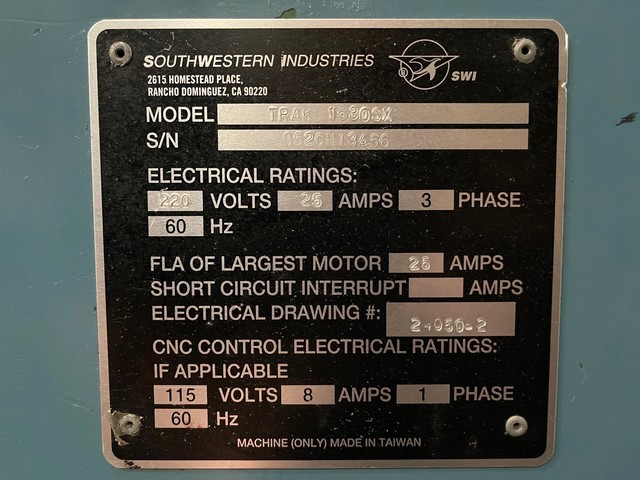 SOUTHWESTERN INDUSTRIES
® SWI
2615 HOMESTEAD PLACE,
RANCHO DOMINGUEZ, CA 90220
MODEL TRAK 1630SX
S/N
ELECTRICAL RATINGS:
220 VOLTS 25 AMPS 3 PHASE
60 Hz
FLA OF LARGEST MOTOR 25 AMPS
SHORT CIRCUIT INTERRUPT AMPS
ELECTRICAL DRAWING #: 24050-2
CNC CONTROL ELECTRICAL RATINGS:
IF APPLICABLE
115 VOLTS 8 AMPS 1 PHASE
60 Hz
MACHINE (ONLY) MADE IN TAIWAN